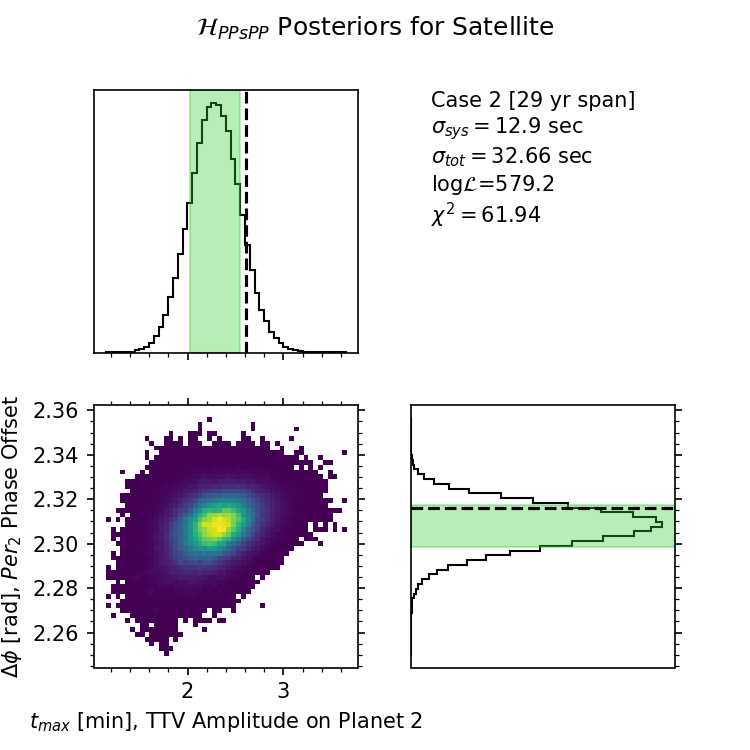 ℋ_PPsPP Posteriors for Satellite
Case 2 [29 yr span]
σ_sys = 12.9 sec
σ_tot = 32.66 sec
logℒ=579.2
χ² = 61.94
Δϕ [rad], Per₂ Phase Offset
2.36
2.34
2.32
2.30
2.28
2.26
2 3
t_max [min], TTV Amplitude on Planet 2